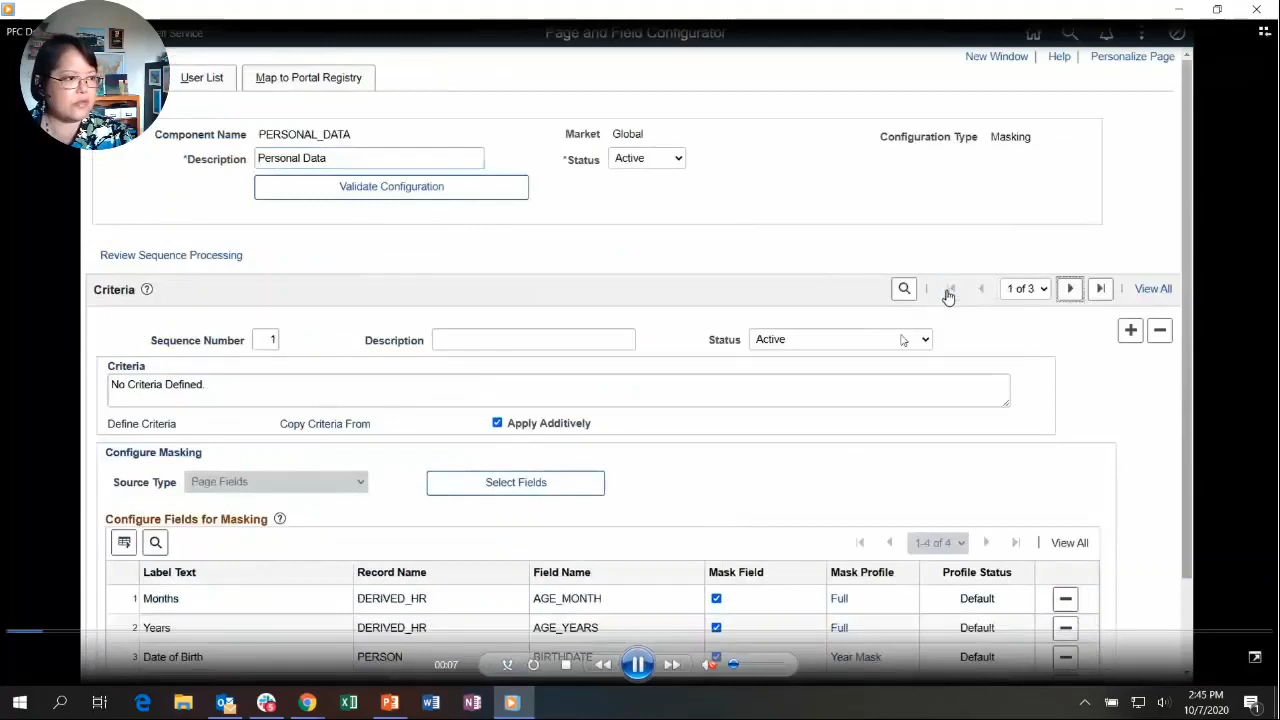 PFC D
er Service
Page and Field Configurator
New Window | Help | Personalize Page
User List
Map to Portal Registry
Component Name PERSONAL_DATA Market Global Configuration Type Masking
*Description Personal Data *Status Active
Validate Configuration
Review Sequence Processing
Criteria 1 of 3 View All
Sequence Number 1 Description Status Active
Criteria
No Criteria Defined.
Define Criteria Copy Criteria From Apply Additively
Configure Masking
Source Type Page Fields Select Fields
Configure Fields for Masking
1-4 of 4 View All
Label Text Record Name Field Name Mask Field Mask Profile Profile Status
1 Months DERIVED_HR AGE_MONTH Full Default
2 Years DERIVED_HR AGE_YEARS Full Default
3 Date of Birth PERSON BIRTHDATE Year Mask Default
00:07
2:45 PM
10/7/2020